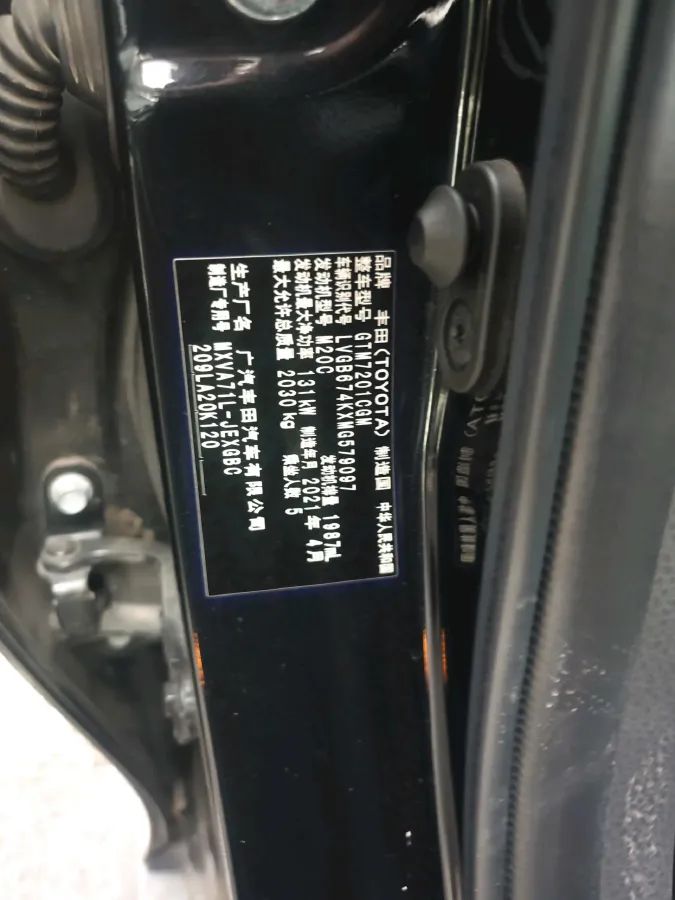 品牌 丰田(TOYOTA) 制造国 中华人民共和国
整车型号 GTM7201CGN
车辆识别代号 LVGB674KXMG579097
发动机型号 M20C 发动机排量 1987mL
发动机最大净功率 131kW 制造年月 2021年 4月
最大允许总质量 2030kg 乘坐人数 5
生产厂名 广汽丰田汽车有限公司
制造厂专用号 MXVA71L-JEXGBC
209LA20K120